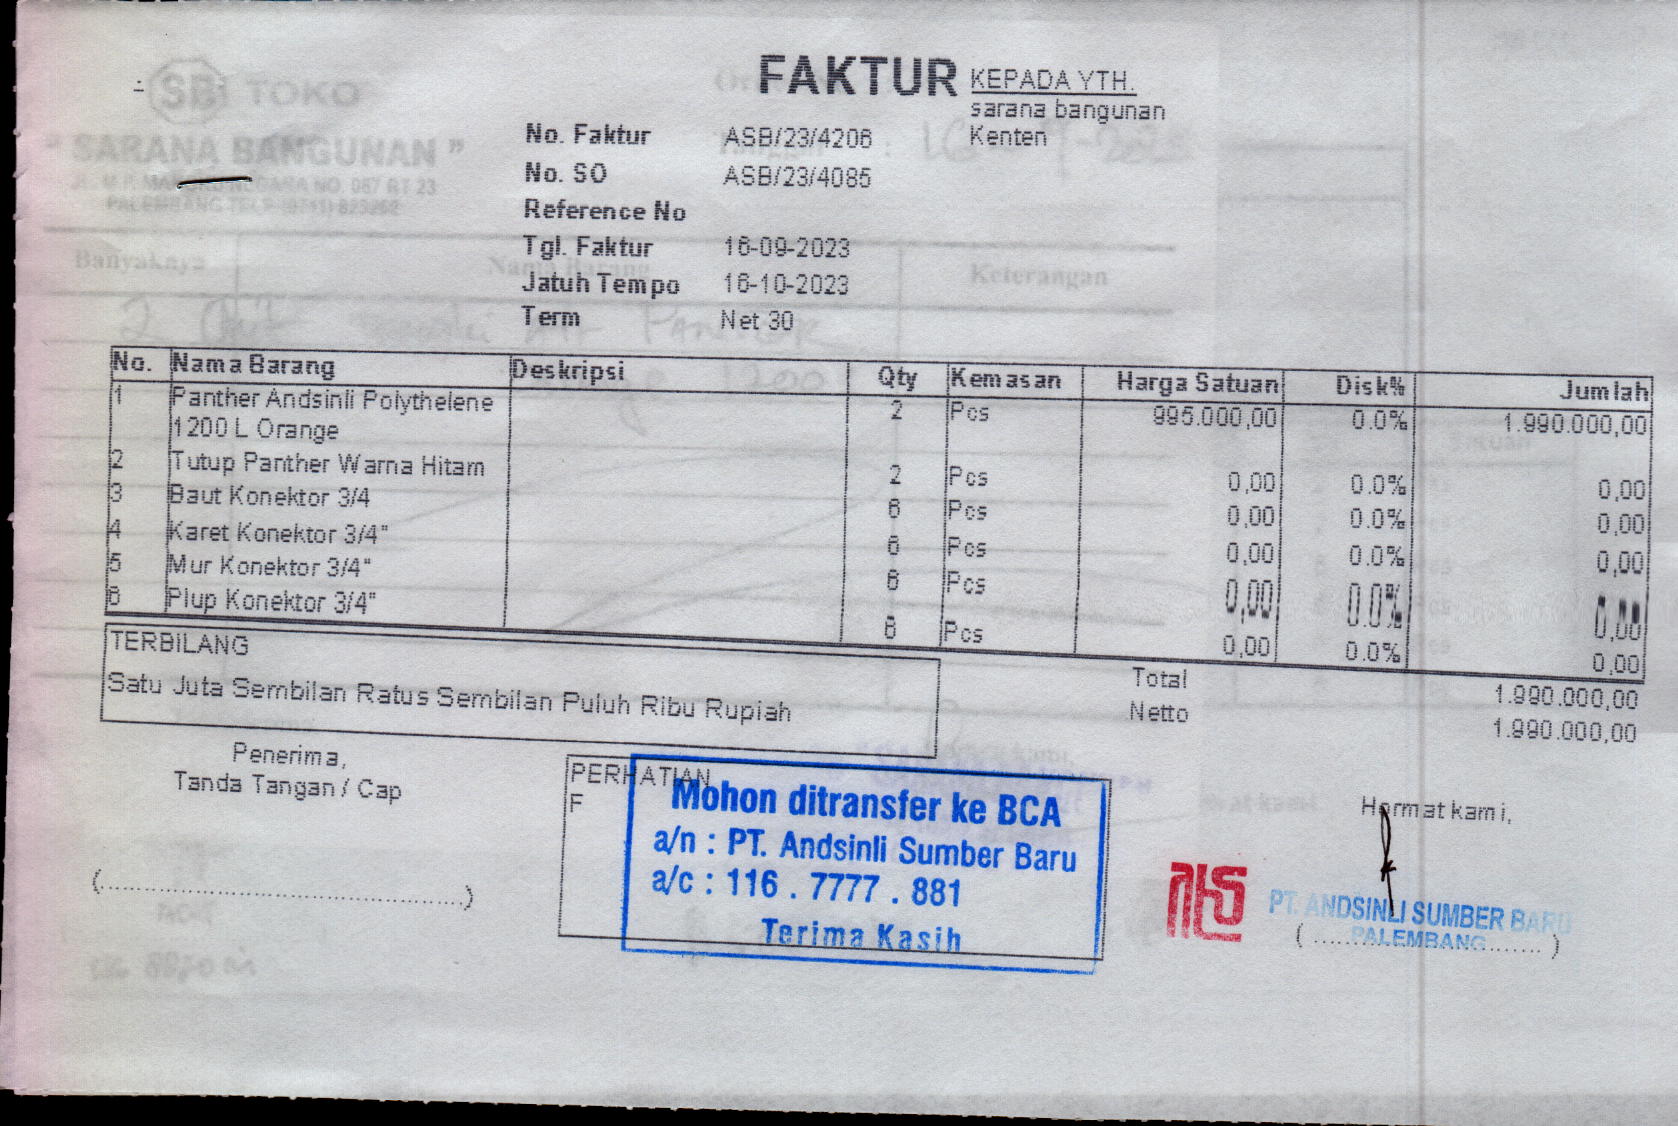 FAKTUR
KEPADA YTH.
sarana bangunan
Kenten
SB TOKO
" SARANA BANGUNAN "
No. Faktur ASB/23/4206
No. SO ASB/23/4085
Reference No
Tgl. Faktur 16-09-2023
Jatuh Tempo 16-10-2023
Term Net 30
Banyaknya Nama Barang Keterangan
No. Nama Barang Deskripsi Qty Kemasan Harga Satuan Disk% Jumlah
1 Panther Andsinli Polythelene 2 Pcs 995.000,00 0.0% 1.990.000,00
1200 L Orange
2 Tutup Panther Warna Hitam 2 Pcs 0,00 0.0% 0,00
3 Baut Konektor 3/4 6 Pcs 0,00 0.0% 0,00
4 Karet Konektor 3/4" 6 Pcs 0,00 0.0% 0,00
5 Mur Konektor 3/4" 6 Pcs 0,00 0.0% 0,00
6 Plup Konektor 3/4" 6 Pcs 0,00 0.0% 0,00
TERBILANG
Satu Juta Sembilan Ratus Sembilan Puluh Ribu Rupiah
Total 1.990.000,00
Netto 1.990.000,00
Penerima,
Tanda Tangan / Cap
(..................................................)
PERHATIAN
F
Mohon ditransfer ke BCA
a/n : PT. Andsinli Sumber Baru
a/c : 116 . 7777 . 881
Terima Kasih
Hormat kami,
PT. ANDSINLI SUMBER BARU
PALEMBANG